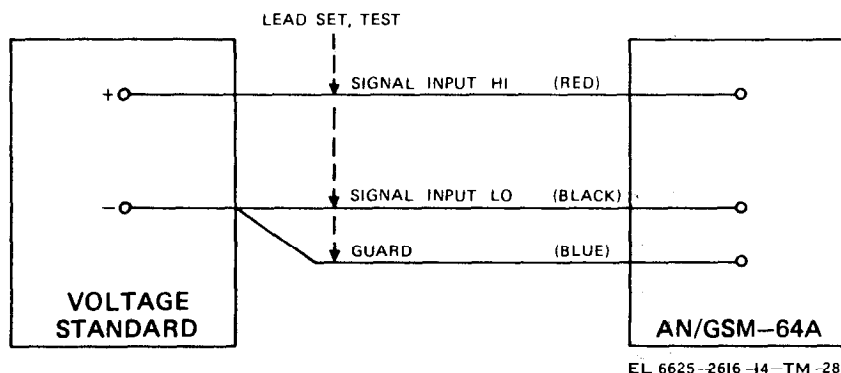 LEAD SET, TEST
+ SIGNAL INPUT HI (RED)
- SIGNAL INPUT LO (BLACK)
GUARD (BLUE)
VOLTAGE
STANDARD
AN/GSM-64A
EL 6625-2616-14-TM-28